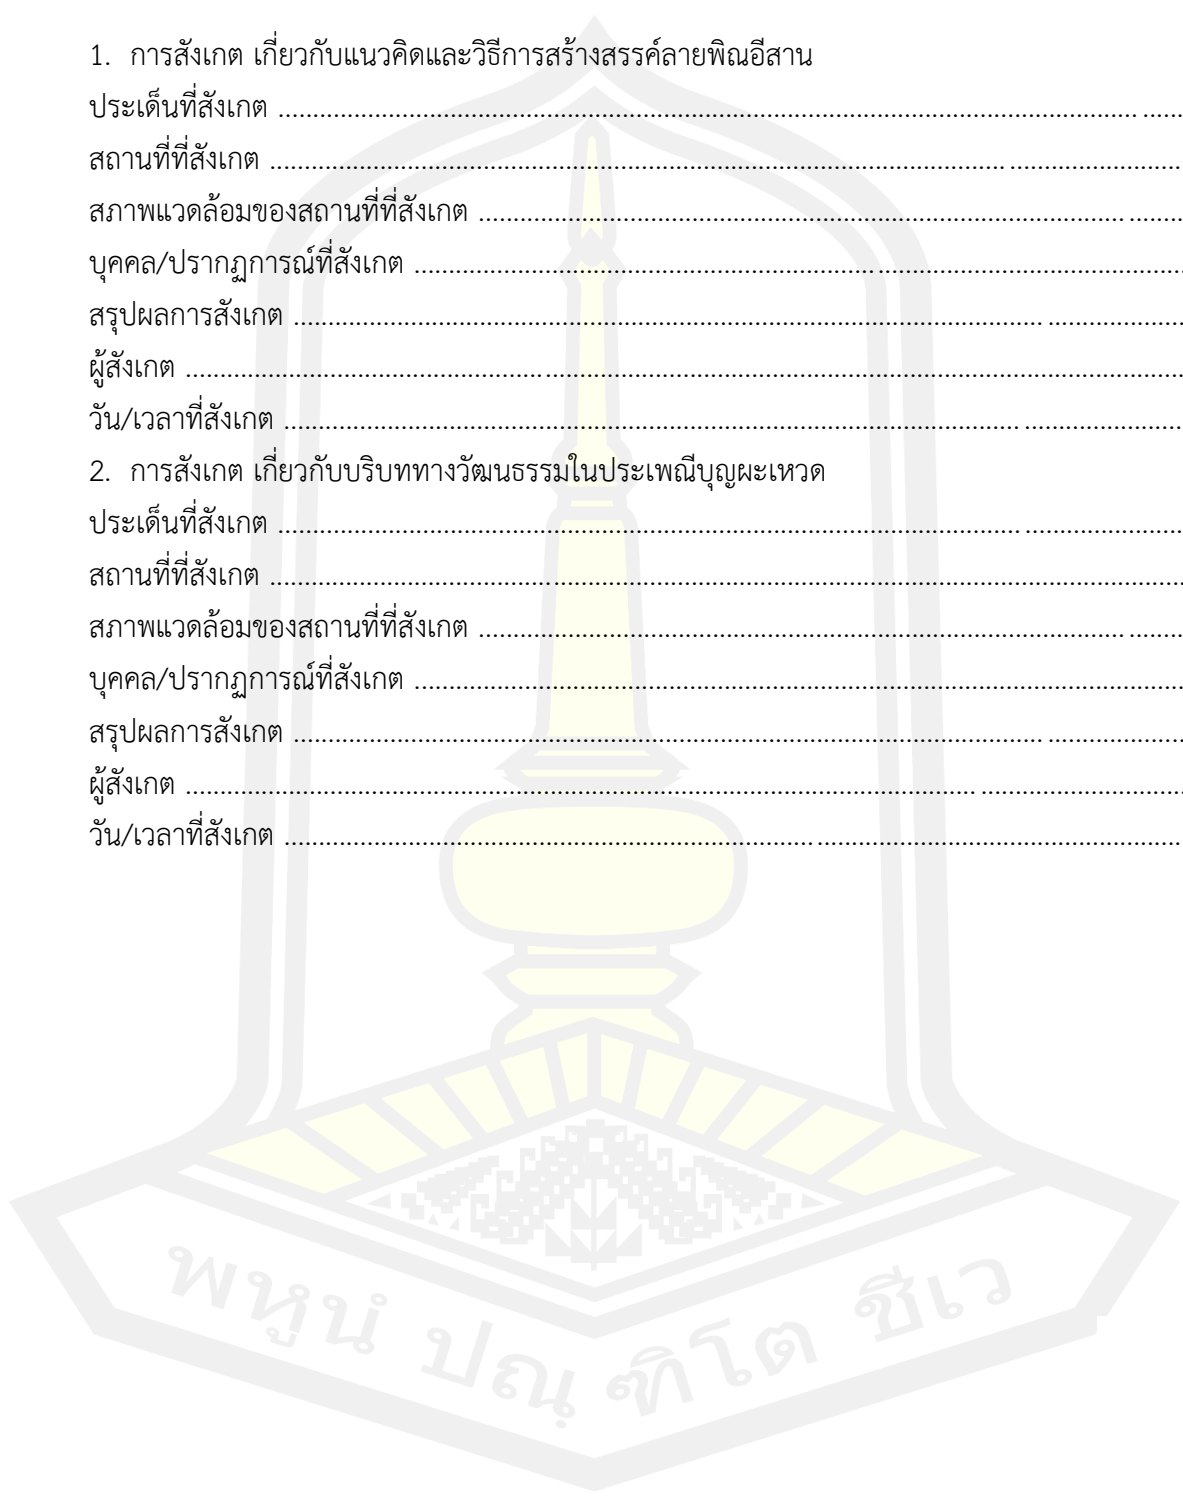 1. การสังเกต เกี่ยวกับแนวคิดและวิธีการสร้างสรรค์ลายพิณอีสาน
ประเด็นที่สังเกต ........................................................................................................................
สถานที่ที่สังเกต ........................................................................................................................
สภาพแวดล้อมของสถานที่ที่สังเกต ........................................................................................
บุคคล/ปรากฏการณ์ที่สังเกต ................................................................................................
สรุปผลการสังเกต ....................................................................................................................
ผู้สังเกต ..................................................................................................................................
วัน/เวลาที่สังเกต ......................................................................................................................
2. การสังเกต เกี่ยวกับบริบททางวัฒนธรรมในประเพณีบุญผะเหวด
ประเด็นที่สังเกต ........................................................................................................................
สถานที่ที่สังเกต ........................................................................................................................
สภาพแวดล้อมของสถานที่ที่สังเกต ........................................................................................
บุคคล/ปรากฏการณ์ที่สังเกต ................................................................................................
สรุปผลการสังเกต ....................................................................................................................
ผู้สังเกต ..................................................................................................................................
วัน/เวลาที่สังเกต ......................................................................................................................
พหูนํ ปณฺฑิโต ชีเว